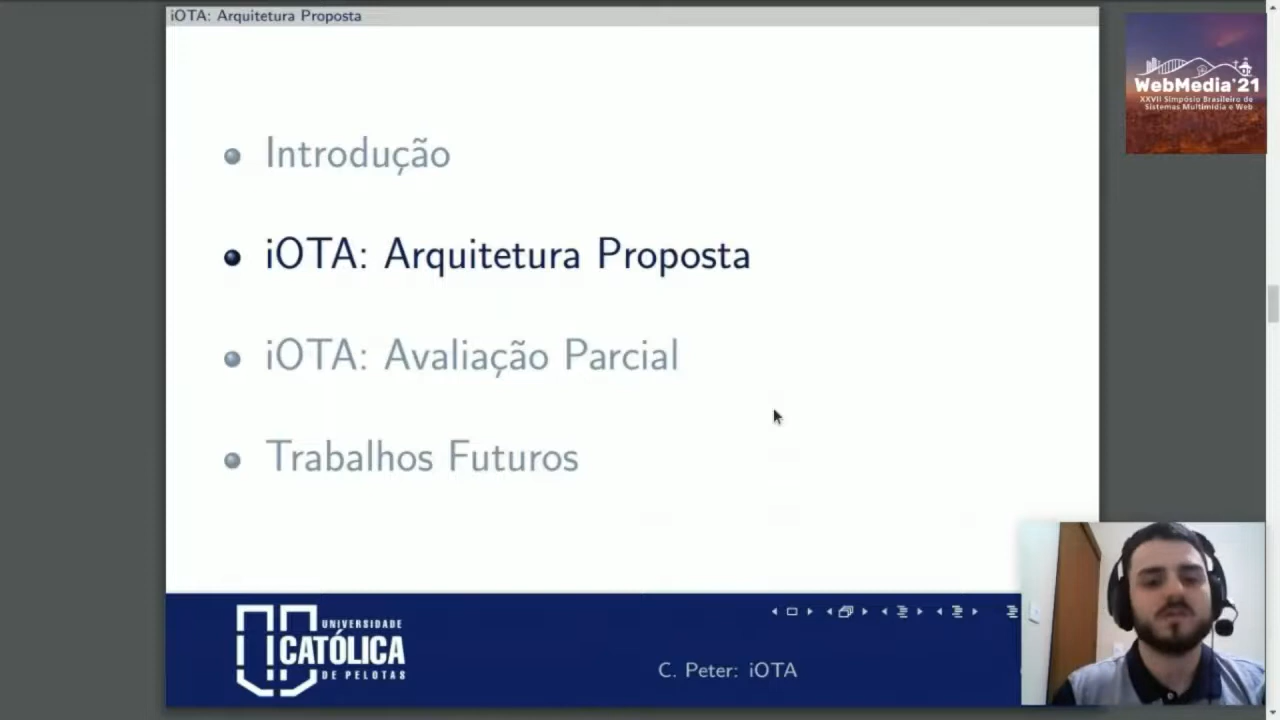 iOTA: Arquitetura Proposta
WebMedia'21
XXVII Simpósio Brasileiro de
Sistemas Multimídia e Web
Introdução
iOTA: Arquitetura Proposta
iOTA: Avaliação Parcial
Trabalhos Futuros
UNIVERSIDADE
CATÓLICA
DE PELOTAS
C. Peter: iOTA